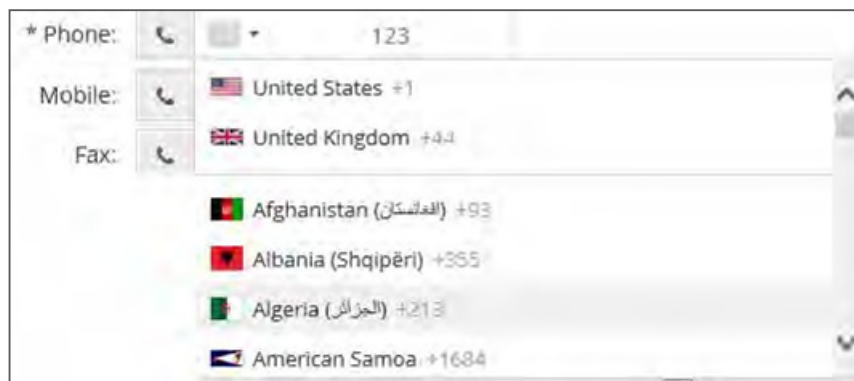 * Phone: 123
Mobile:
United States +1
United Kingdom +44
Fax:
Afghanistan (افغانستان) +93
Albania (Shqipëri) +355
Algeria (الجزائر) +213
American Samoa +1684